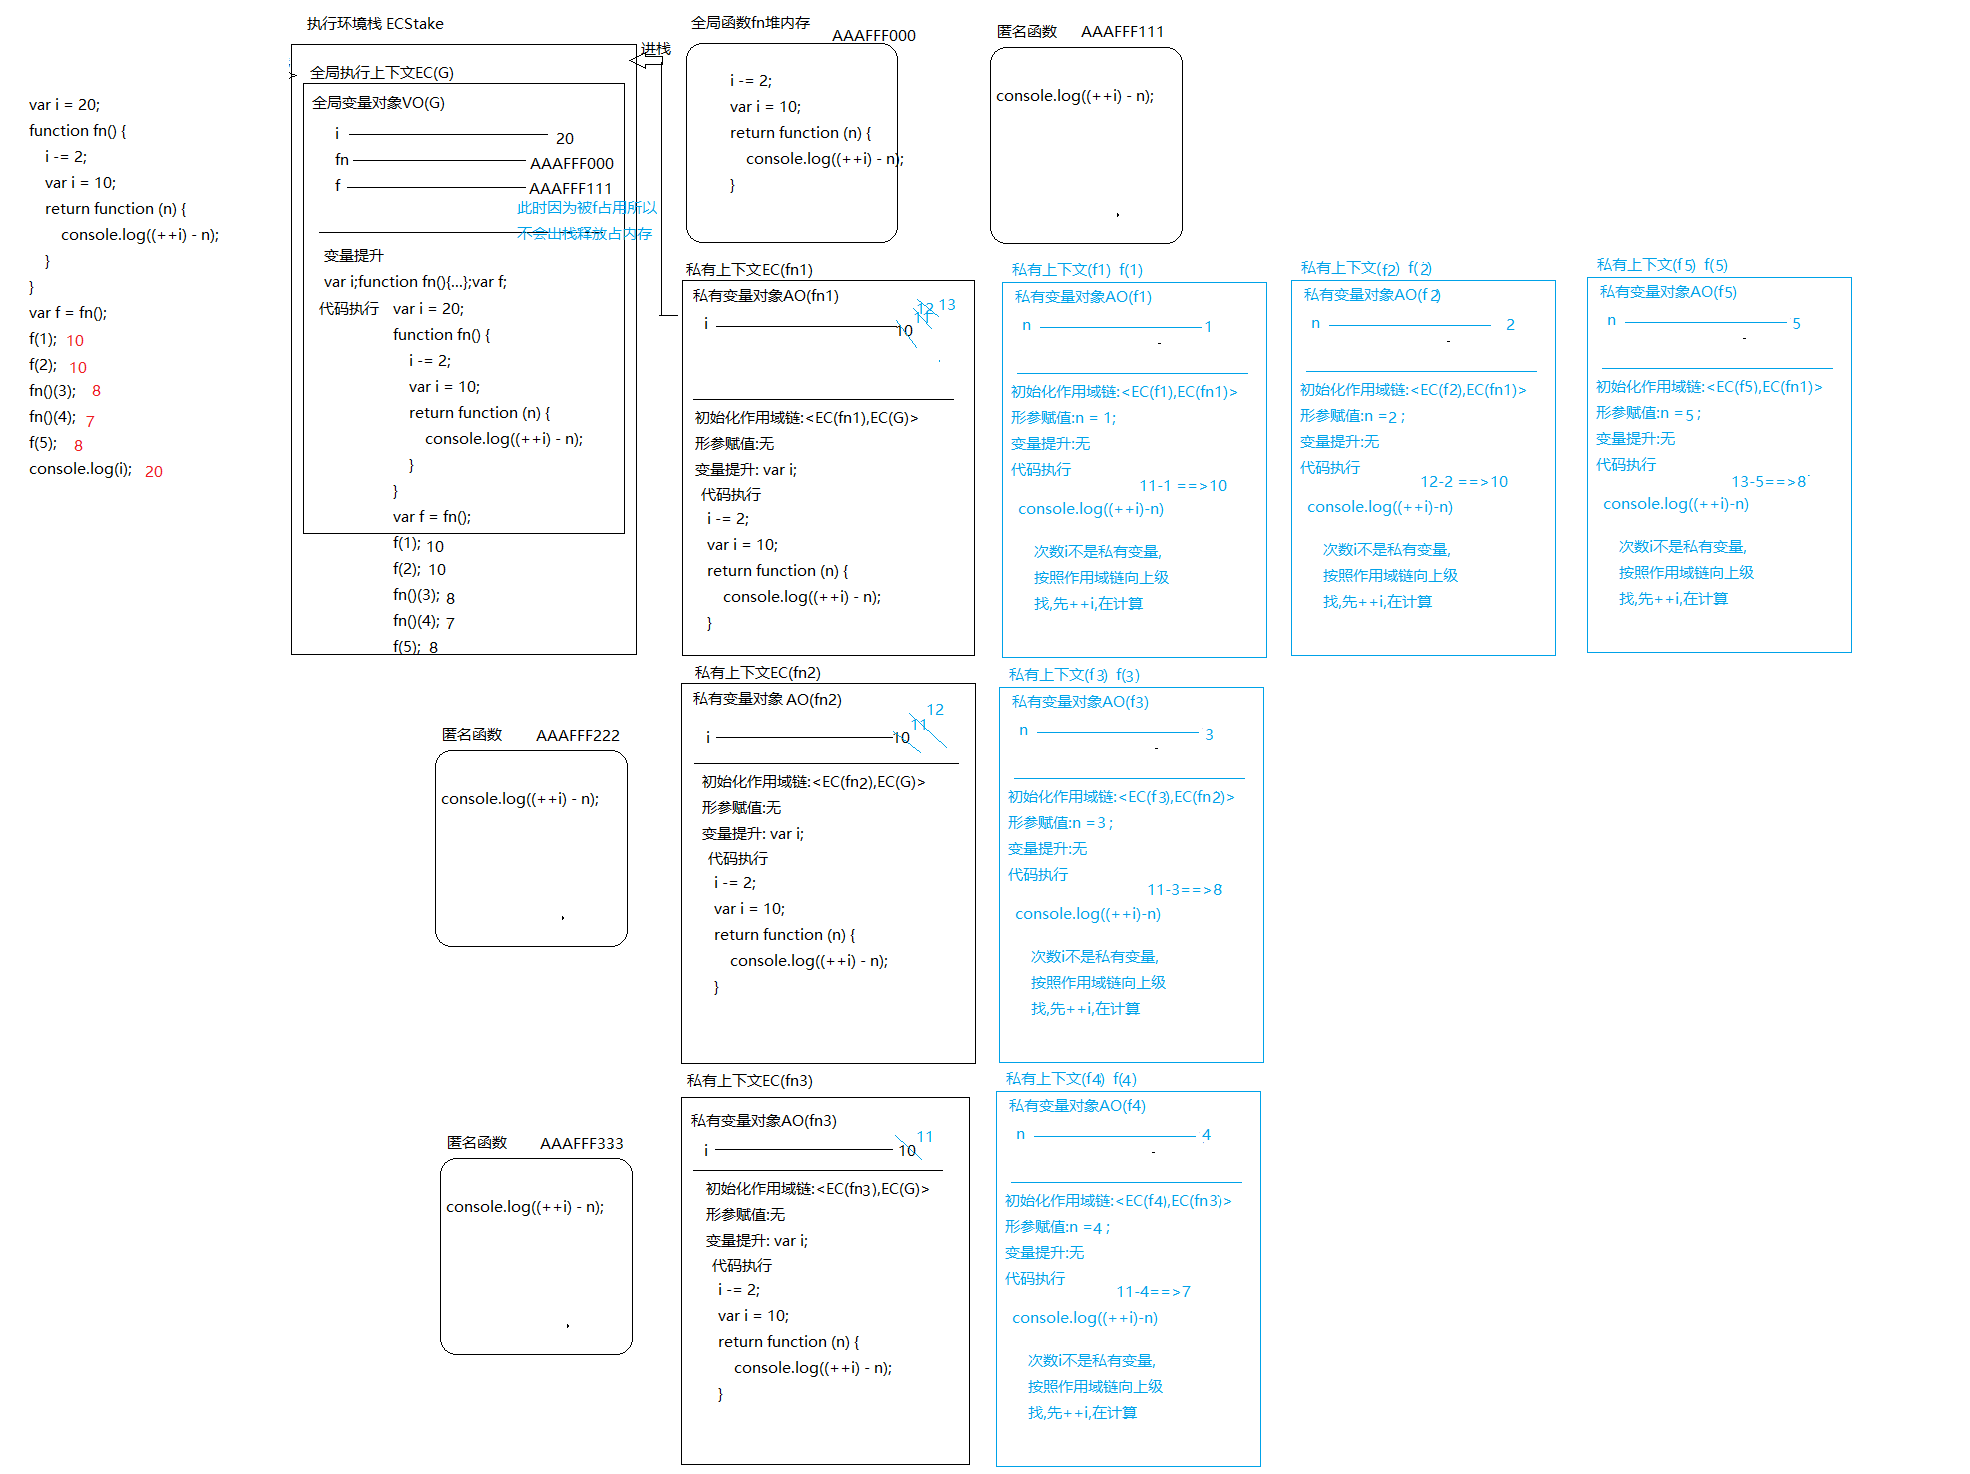 var i = 20;
function fn() {
i -= 2;
var i = 10;
return function (n) {
console.log((++i) - n);
}
}
var f = fn();
f(1); 10
f(2); 10
fn()(3); 8
fn()(4); 7
f(5); 8
console.log(i); 20
执行环境栈 ECStake
进栈
全局执行上下文EC(G)
全局变量对象VO(G)
i 20
fn AAAFFF000
f AAAFFF111
此时因为被f占用所以
不会出栈释放占内存
变量提升
var i;function fn(){...};var f;
代码执行 var i = 20;
function fn() {
i -= 2;
var i = 10;
return function (n) {
console.log((++i) - n);
}
}
var f = fn();
f(1); 10
f(2); 10
fn()(3); 8
fn()(4); 7
f(5); 8
全局函数fn堆内存
AAAFFF000
i -= 2;
var i = 10;
return function (n) {
console.log((++i) - n);
}
匿名函数 AAAFFF111
console.log((++i) - n);
私有上下文EC(fn1)
私有变量对象AO(fn1)
i 10 11 12 13
初始化作用域链:<EC(fn1),EC(G)>
形参赋值:无
变量提升: var i;
代码执行
i -= 2;
var i = 10;
return function (n) {
console.log((++i) - n);
}
私有上下文(f1) f(1)
私有变量对象AO(f1)
n 1
初始化作用域链:<EC(f1),EC(fn1)>
形参赋值:n = 1;
变量提升:无
代码执行
11-1 ==>10
console.log((++i)-n)
次数i不是私有变量,
按照作用域链向上级
找,先++i,在计算
私有上下文(f2) f(2)
私有变量对象AO(f2)
n 2
初始化作用域链:<EC(f2),EC(fn1)>
形参赋值:n =2 ;
变量提升:无
代码执行
12-2 ==>10
console.log((++i)-n)
次数i不是私有变量,
按照作用域链向上级
找,先++i,在计算
私有上下文(f5) f(5)
私有变量对象AO(f5)
n 5
初始化作用域链:<EC(f5),EC(fn1)>
形参赋值:n =5 ;
变量提升:无
代码执行
13-5==>8
console.log((++i)-n)
次数i不是私有变量,
按照作用域链向上级
找,先++i,在计算
匿名函数 AAAFFF222
console.log((++i) - n);
私有上下文EC(fn2)
私有变量对象 AO(fn2)
i 10 11 12
初始化作用域链:<EC(fn2),EC(G)>
形参赋值:无
变量提升: var i;
代码执行
i -= 2;
var i = 10;
return function (n) {
console.log((++i) - n);
}
私有上下文(f3) f(3)
私有变量对象AO(f3)
n 3
初始化作用域链:<EC(f3),EC(fn2)>
形参赋值:n =3 ;
变量提升:无
代码执行
11-3==>8
console.log((++i)-n)
次数i不是私有变量,
按照作用域链向上级
找,先++i,在计算
匿名函数 AAAFFF333
console.log((++i) - n);
私有上下文EC(fn3)
私有变量对象AO(fn3)
i 10 11
初始化作用域链:<EC(fn3),EC(G)>
形参赋值:无
变量提升: var i;
代码执行
i -= 2;
var i = 10;
return function (n) {
console.log((++i) - n);
}
私有上下文(f4) f(4)
私有变量对象AO(f4)
n 4
初始化作用域链:<EC(f4),EC(fn3)>
形参赋值:n =4 ;
变量提升:无
代码执行
11-4==>7
console.log((++i)-n)
次数i不是私有变量,
按照作用域链向上级
找,先++i,在计算